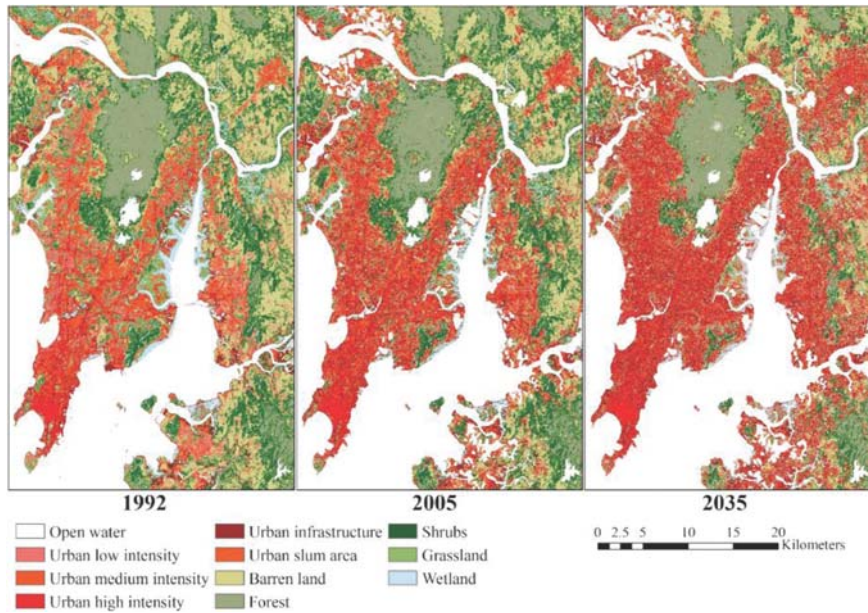 1992 2005 2035
Open water
Urban low intensity
Urban medium intensity
Urban high intensity
Urban infrastructure
Urban slum area
Barren land
Forest
Shrubs
Grassland
Wetland
0 2.5 5 10 15 20
Kilometers